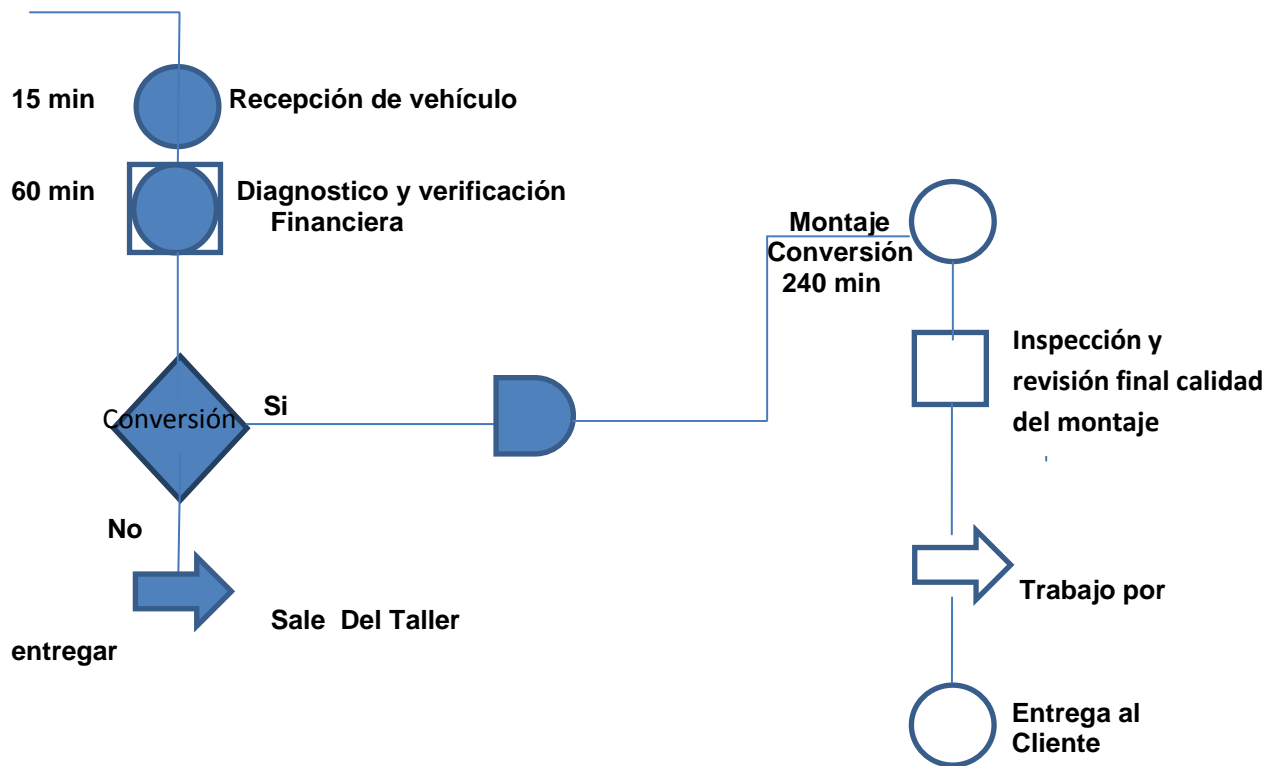 15 min
Recepción de vehículo
60 min
Diagnostico y verificación
Financiera
Conversión
Si
No
Sale Del Taller
entregar
Montaje
Conversión
240 min
Inspección y
revisión final calidad
del montaje
Trabajo por
Entrega al
Cliente